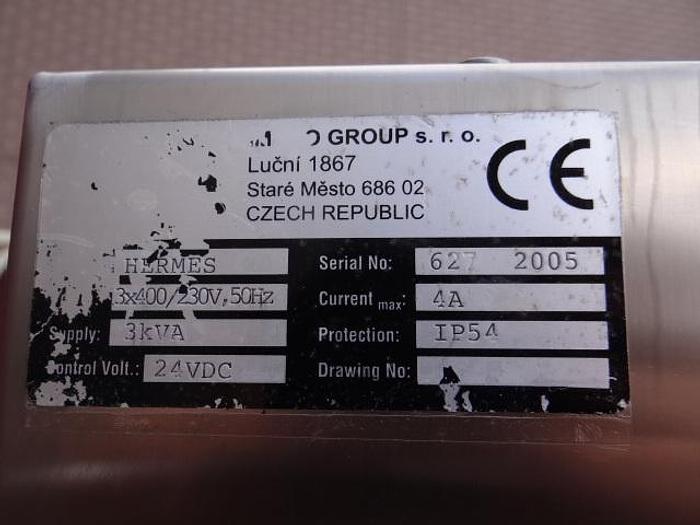 GROUP s. r. o.
Luční 1867
Staré Město 686 02
CZECH REPUBLIC
CE
HERMES
Serial No: 627 2005
3x400/230V, 50Hz
Current max: 4A
Supply: 3kVA
Protection: IP54
Control Volt.: 24VDC
Drawing No: